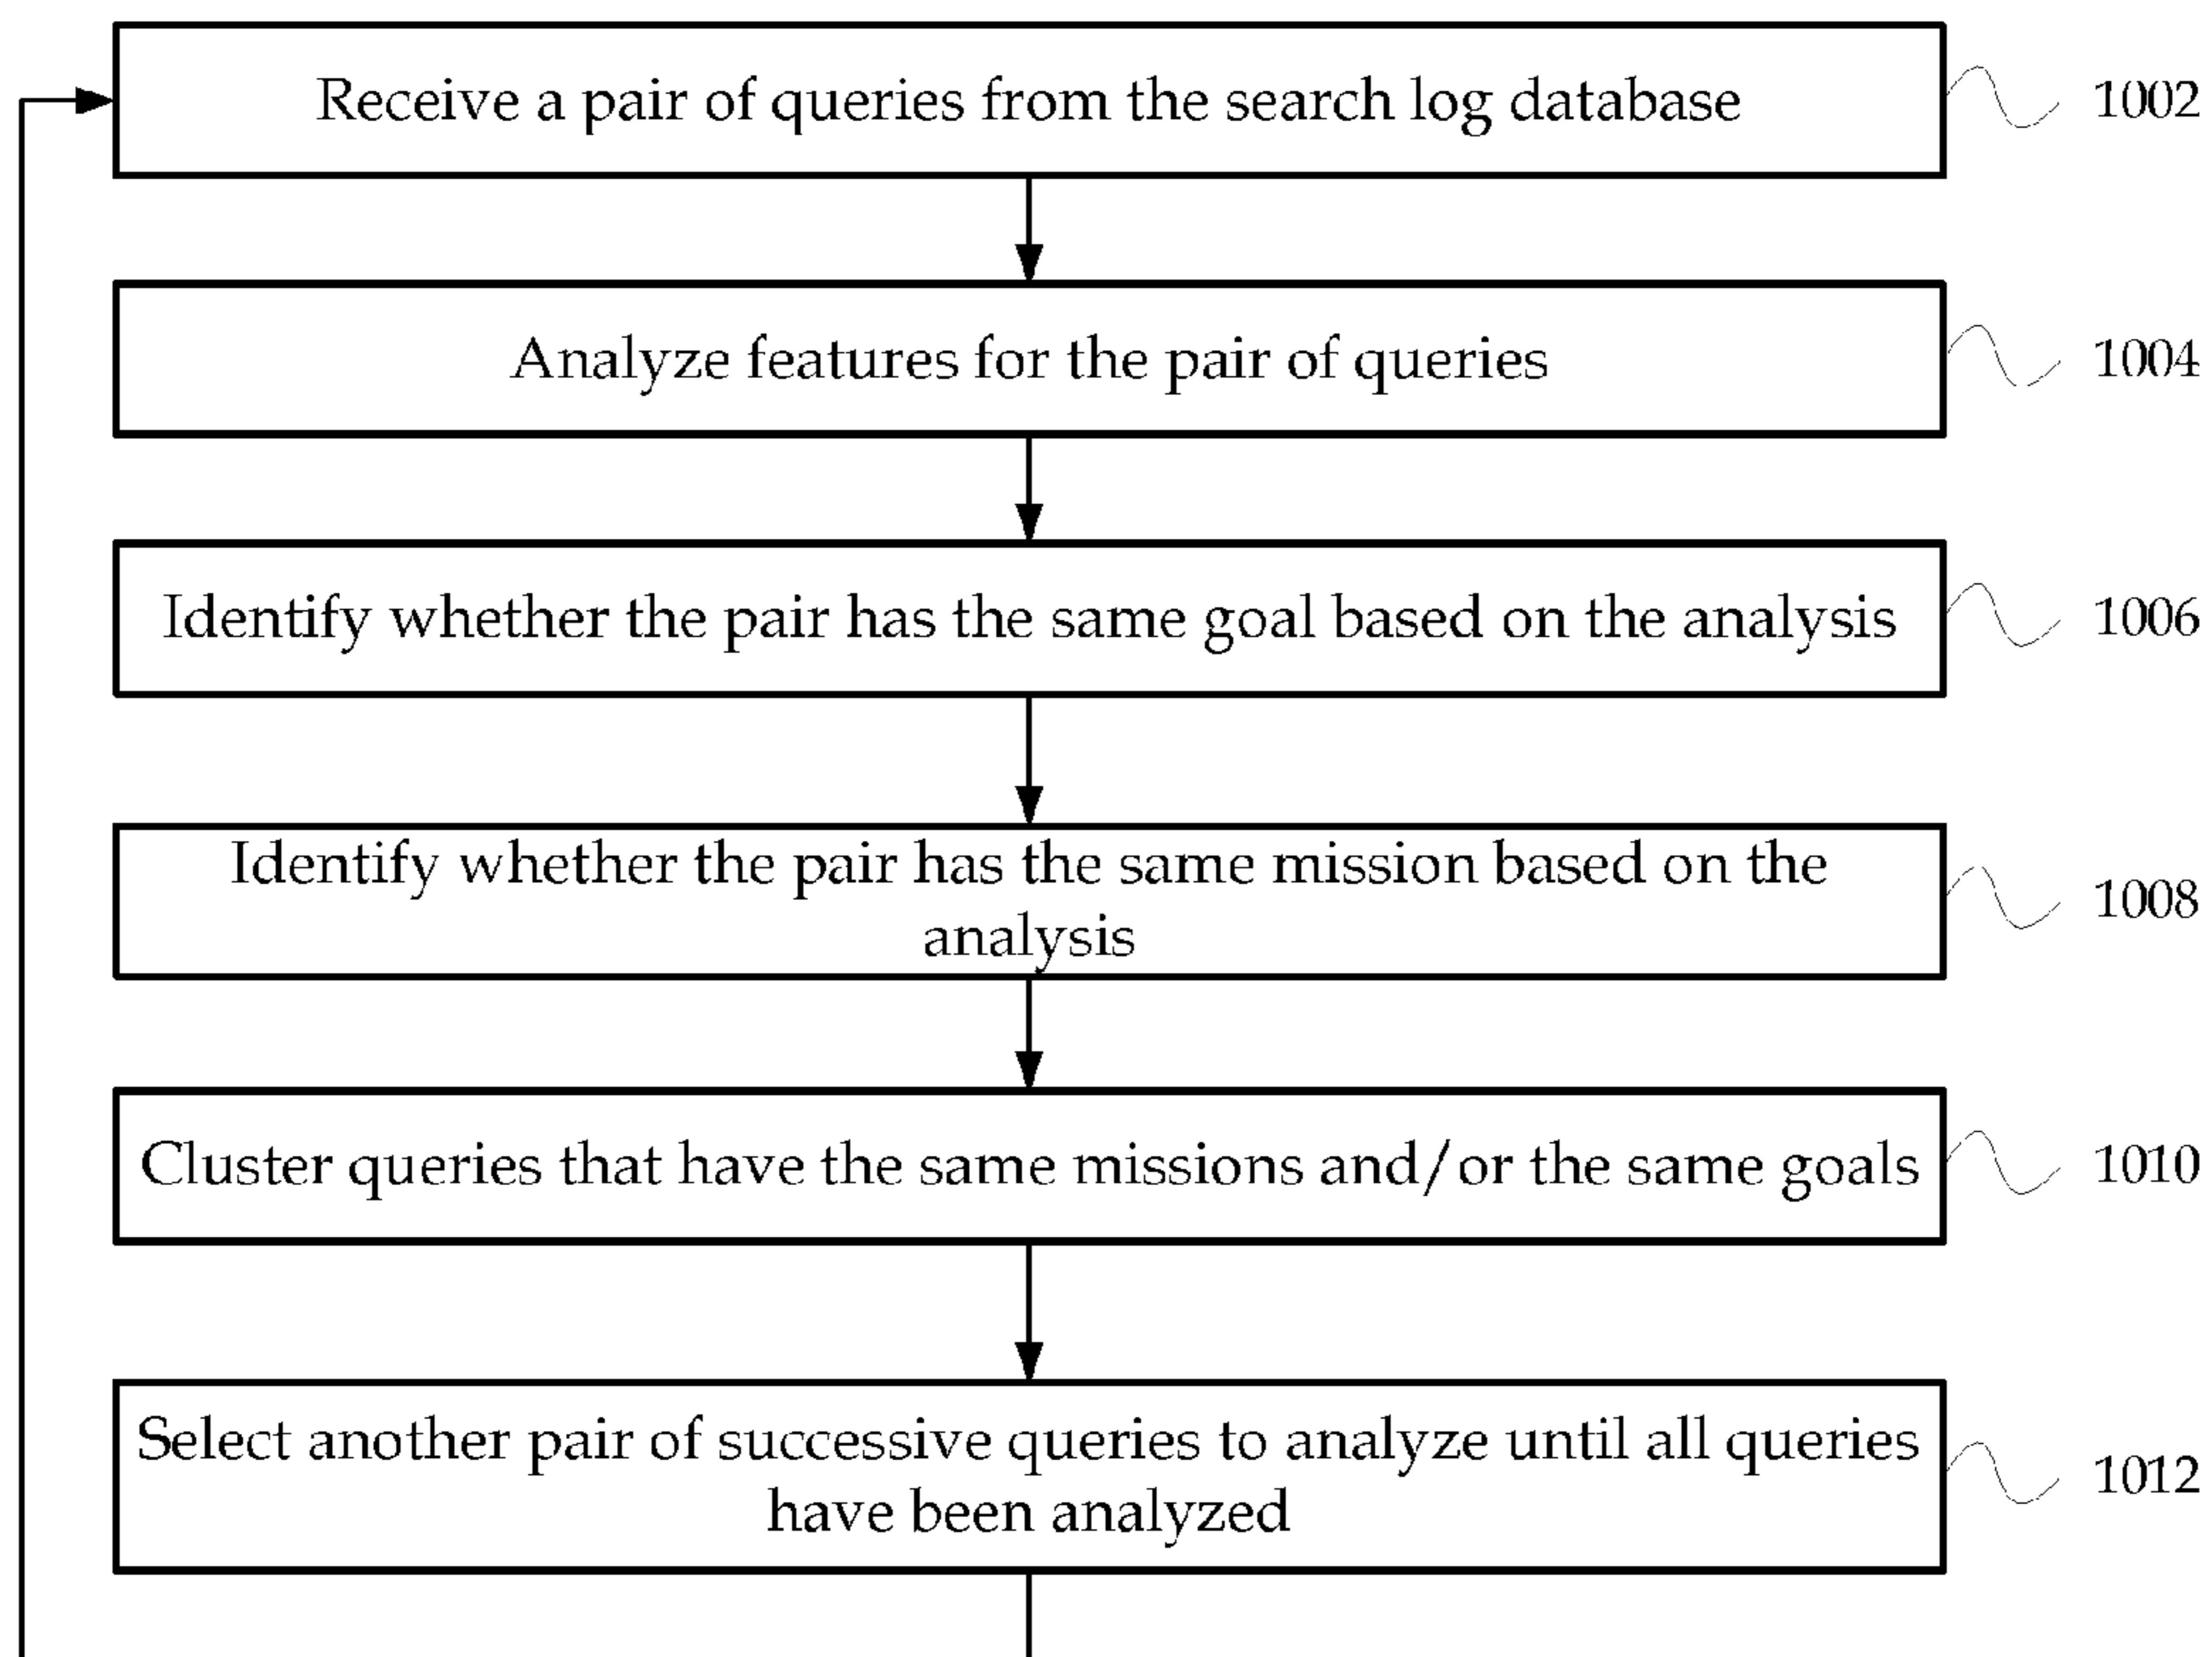 Receive a pair of queries from the search log database
1002
Analyze features for the pair of queries
1004
Identify whether the pair has the same goal based on the analysis
1006
Identify whether the pair has the same mission based on the
analysis
1008
Cluster queries that have the same missions and/or the same goals
1010
Select another pair of successive queries to analyze until all queries
have been analyzed
1012